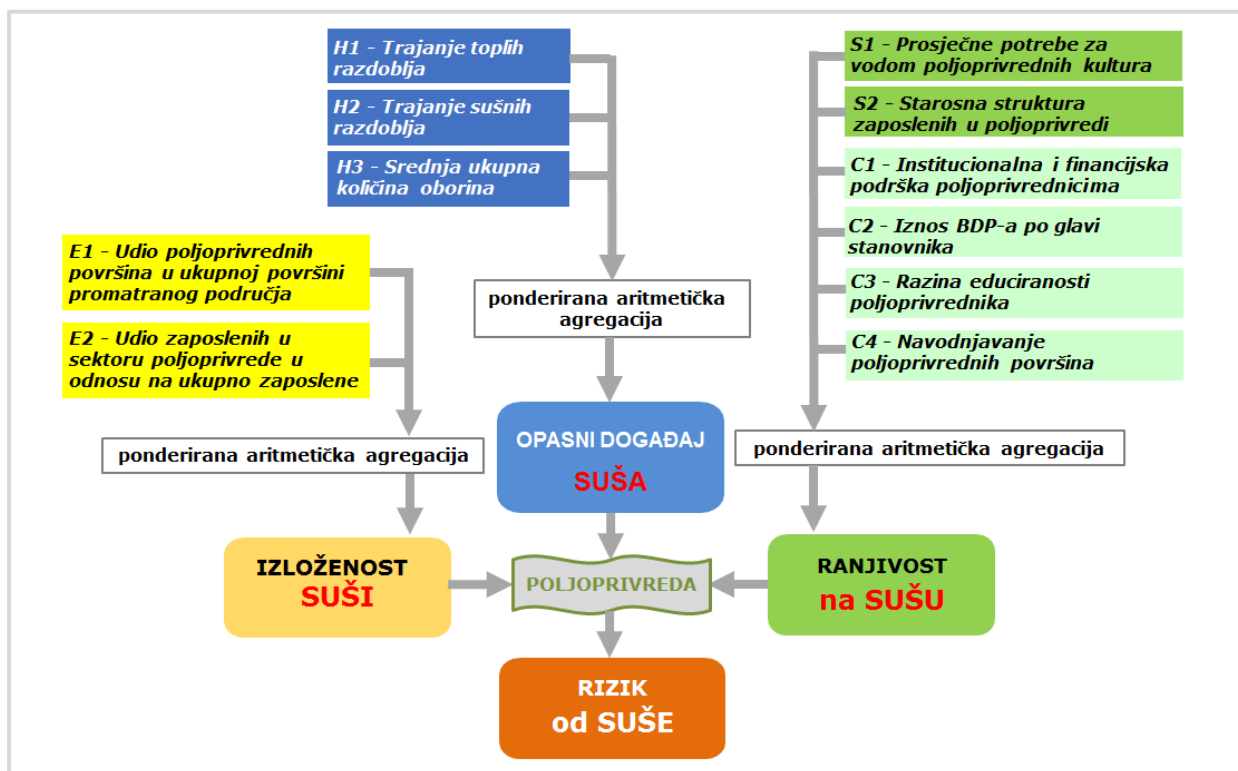 H1 - Trajanje toplih
razdoblja
H2 - Trajanje sušnih
razdoblja
H3 - Srednja ukupna
količina oborina
S1 - Prosječne potrebe za
vodom poljoprivrednih kultura
S2 - Starosna struktura
zaposlenih u poljoprivredi
C1 - Institucionalna i financijska
podrška poljoprivrednicima
C2 - Iznos BDP-a po glavi
stanovnika
C3 - Razina educiranosti
poljoprivrednika
C4 - Navodnjavanje
poljoprivrednih površina
E1 - Udio poljoprivrednih
površina u ukupnoj površini
promatranog područja
E2 - Udio zaposlenih u
sektoru poljoprivrede u
odnosu na ukupno zaposlene
ponderirana aritmetička
agregacija
ponderirana aritmetička agregacija
ponderirana aritmetička agregacija
OPASNI DOGAĐAJ
SUŠA
IZLOŽENOST
SUŠI
POLJOPRIVREDA
RANJIVOST
na SUŠU
RIZIK
od SUŠE